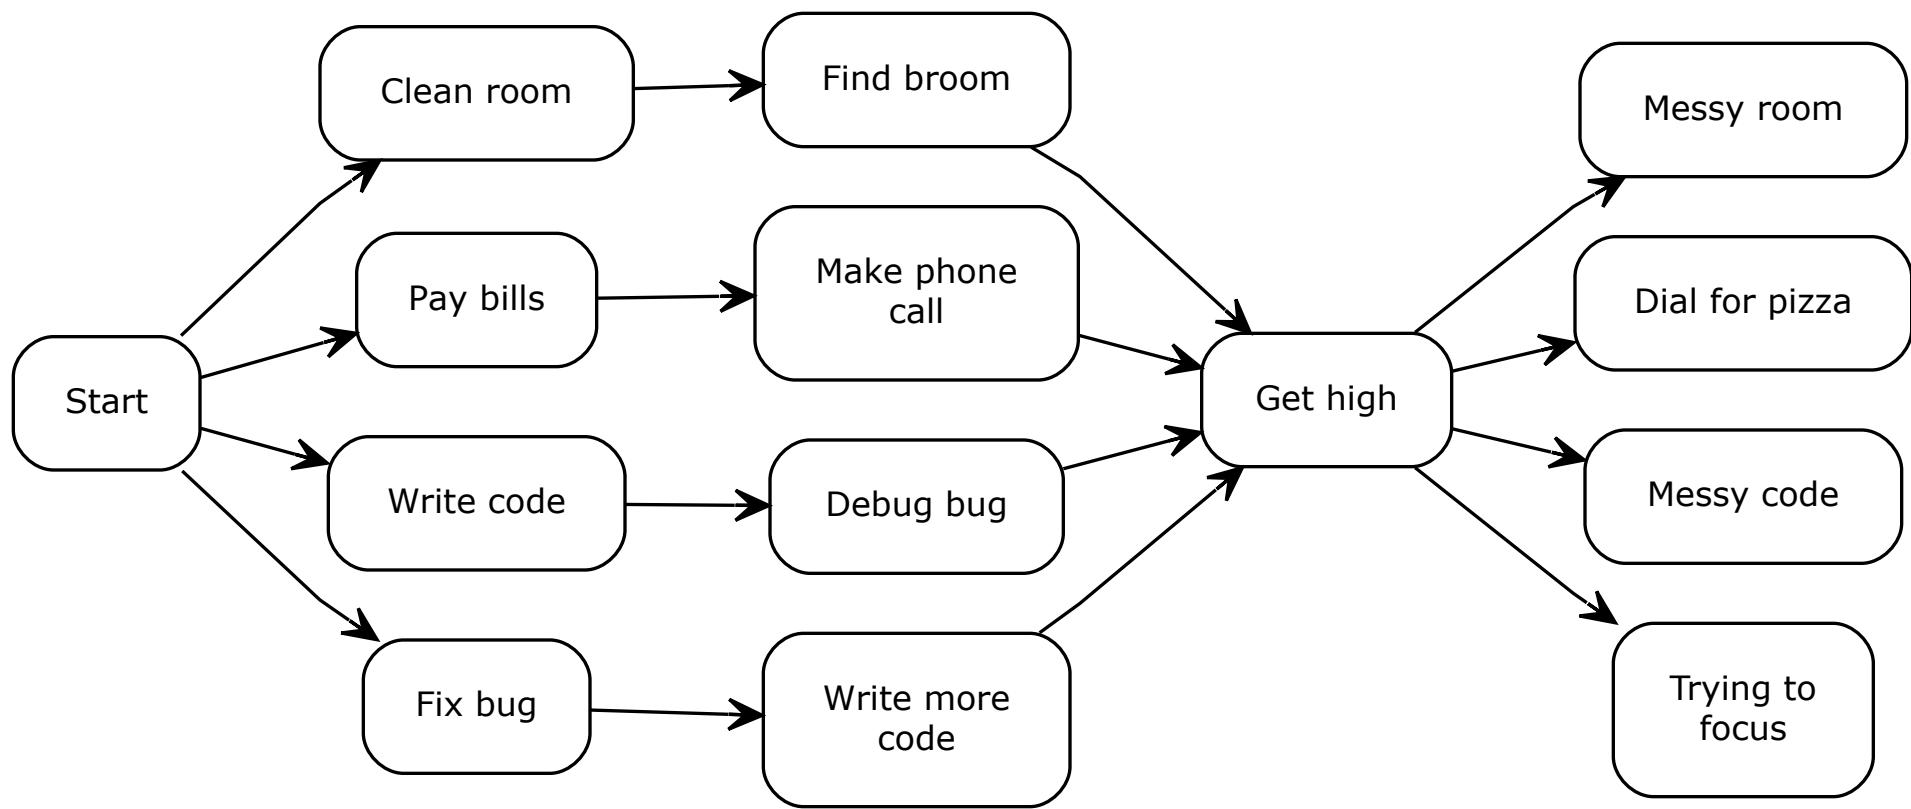 Start
Clean room
Pay bills
Write code
Fix bug
Find broom
Make phone
call
Debug bug
Write more
code
Get high
Messy room
Dial for pizza
Messy code
Trying to
focus